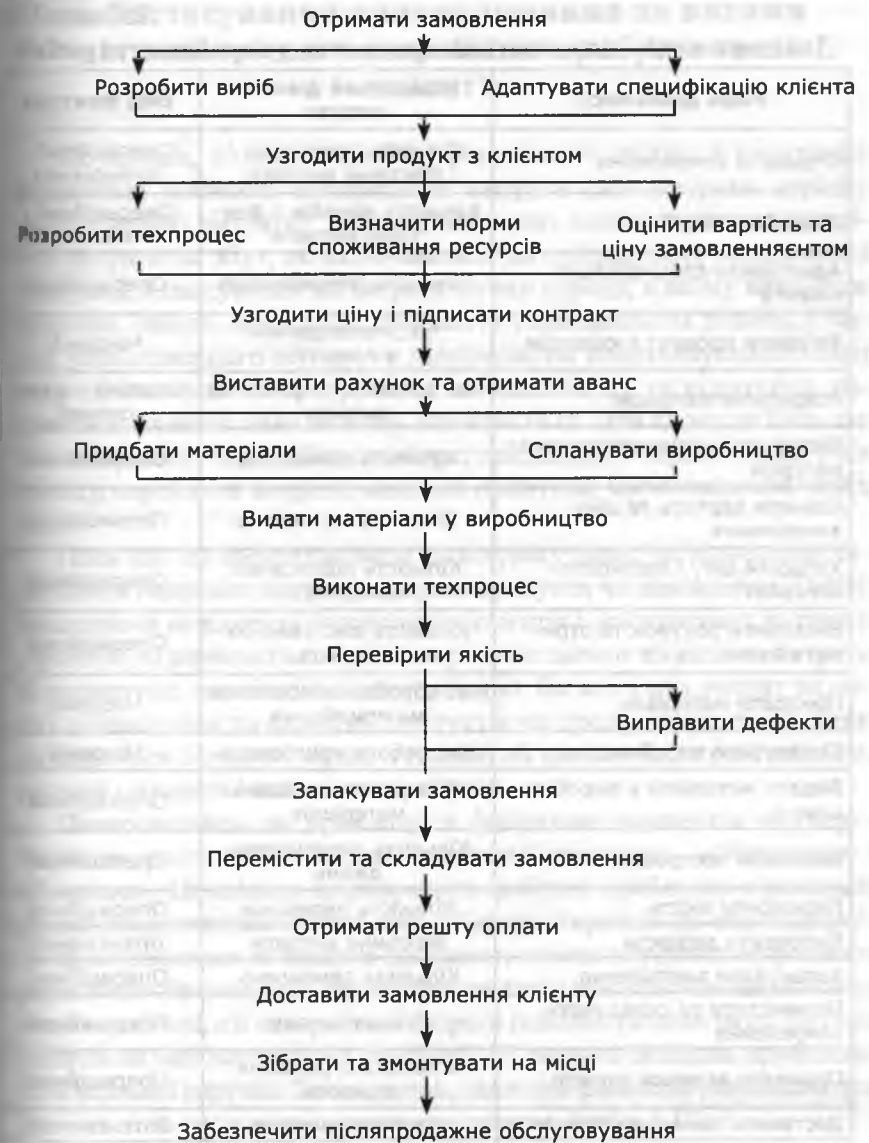 Отримати замовлення
Розробити виріб
Адаптувати специфікацію клієнта
Узгодити продукт з клієнтом
Розробити техпроцес
Визначити норми
споживання ресурсів
Оцінити вартість та
ціну замовленняєнтом
Узгодити ціну і підписати контракт
Виставити рахунок та отримати аванс
Придбати матеріали
Спланувати виробництво
Видати матеріали у виробництво
Виконати техпроцес
Перевірити якість
Виправити дефекти
Запакувати замовлення
Перемістити та складувати замовлення
Отримати решту оплати
Доставити замовлення клієнту
Зібрати та змонтувати на місці
Забезпечити післяпродажне обслуговування